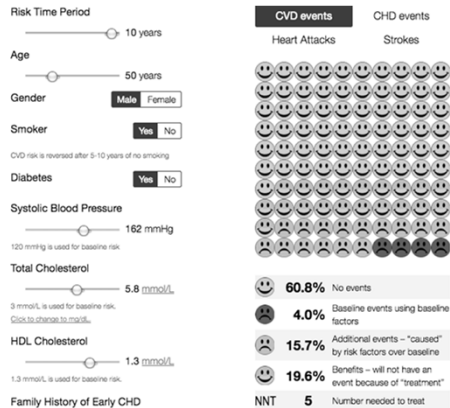 Risk Time Period
10 years
Age
50 years
Gender
Male Female
Smoker
Yes No
CVD risk is reversed after 5-10 years of no smoking
Diabetes
Yes No
Systolic Blood Pressure
162 mmHg
120 mmHg is used for baseline risk
Total Cholesterol
5.8 mmol/L
3 mmol/L is used for baseline risk.
Click to change to mg/dL.
HDL Cholesterol
1.3 mmol/L
1.3 mmol/L is used for baseline risk.
Family History of Early CHD
CVD events CHD events
Heart Attacks Strokes
60.8% No events
4.0% Baseline events using baseline
factors
15.7% Additional events – "caused"
by risk factors over baseline
19.6% Benefits – will not have an
event because of "treatment"
NNT 5 Number needed to treat